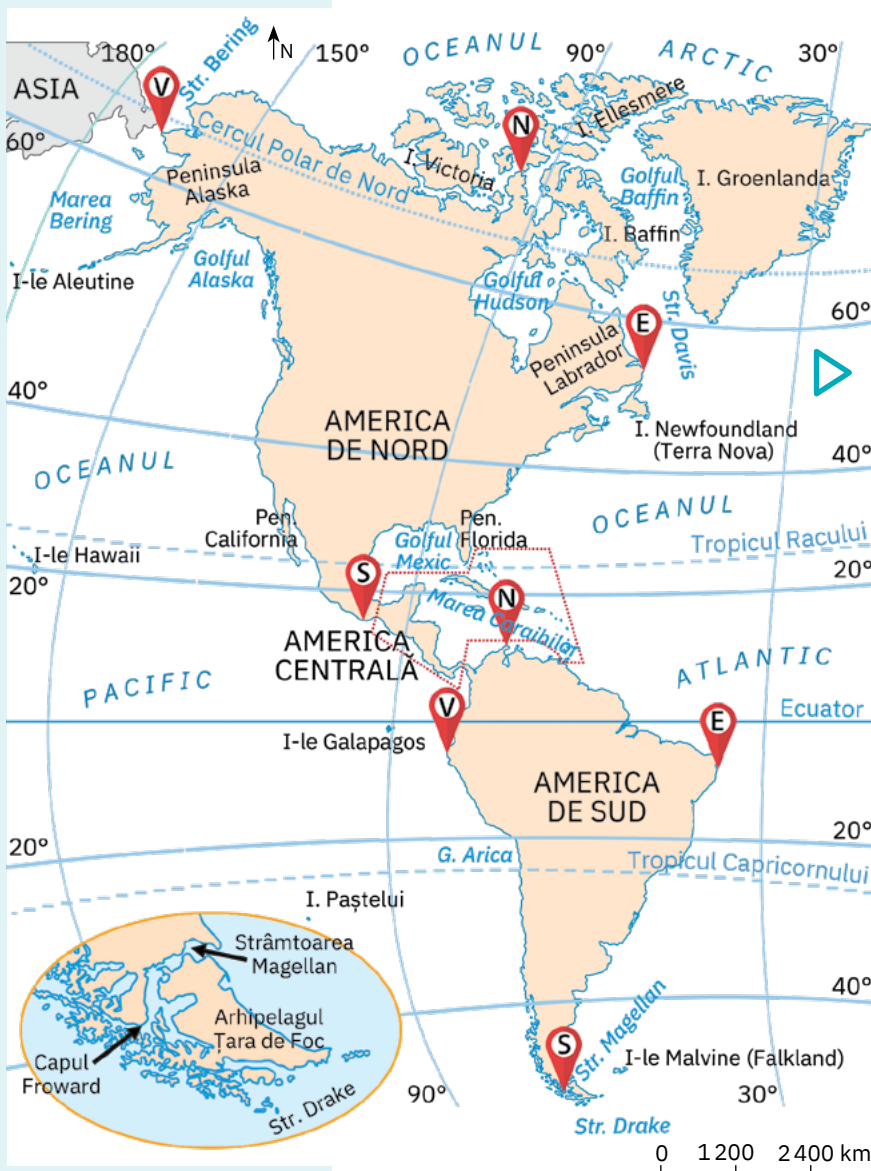 180°
Str. Bering
N
150°
OCEANUL
90°
ARCTIC
30°
ASIA
V
60°
Cercul Polar de Nord
N
I. Ellesmere
I. Victoria
Peninsula
Alaska
Golful
Baffin
I. Groenlanda
Marea
Bering
I. Baffin
Golful
Alaska
I-le Aleutine
Golful
Hudson
Str. Davis
60°
E
Peninsula
Labrador
40°
AMERICA
DE NORD
I. Newfoundland
(Terra Nova)
40°
OCEANUL
OCEANUL
Pen.
California
Pen.
Florida
Golful
Mexic
Tropicul Racului
I-le Hawaii
20°
20°
S
N
Marea Caraibilor
AMERICA
CENTRALĂ
PACIFIC
ATLANTIC
V
E
Ecuator
I-le Galapagos
AMERICA
DE SUD
20°
20°
G. Arica
Tropicul Capricornului
I. Paștelui
Strâmtoarea
Magellan
Arhipelagul
Țara de Foc
Capul
Froward
Str. Drake
40°
Str. Magellan
S
I-le Malvine (Falkland)
90°
30°
Str. Drake
0 1200 2400 km